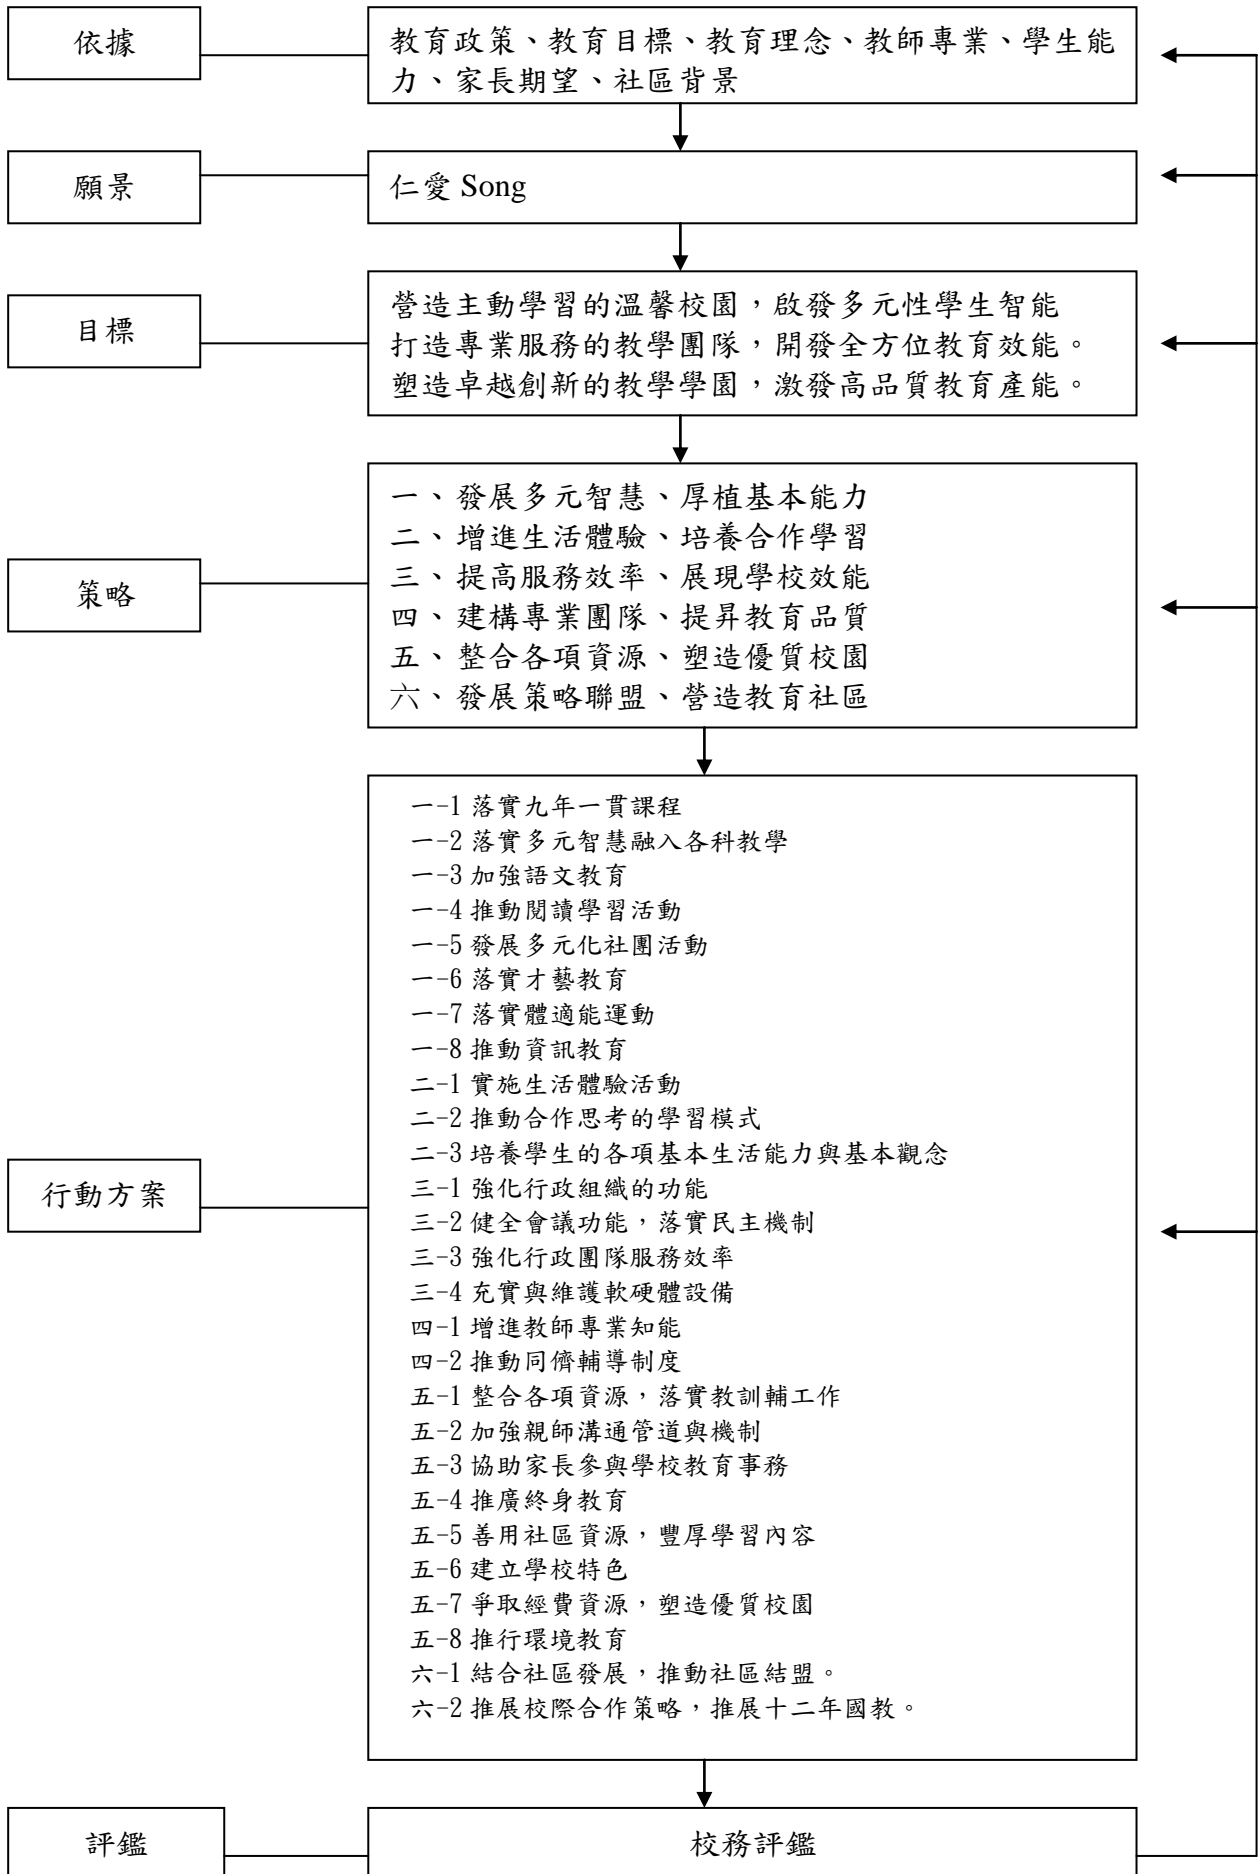 依據
教育政策、教育目標、教育理念、教師專業、學生能
力、家長期望、社區背景
願景
仁愛 Song
目標
營造主動學習的溫馨校園，啟發多元性學生智能
打造專業服務的教學團隊，開發全方位教育效能。
塑造卓越創新的教學學園，激發高品質教育產能。
策略
一、發展多元智慧、厚植基本能力
二、增進生活體驗、培養合作學習
三、提高服務效率、展現學校效能
四、建構專業團隊、提昇教育品質
五、整合各項資源、塑造優質校園
六、發展策略聯盟、營造教育社區
行動方案
一-1 落實九年一貫課程
一-2 落實多元智慧融入各科教學
一-3 加強語文教育
一-4 推動閱讀學習活動
一-5 發展多元化社團活動
一-6 落實才藝教育
一-7 落實體適能運動
一-8 推動資訊教育
二-1 實施生活體驗活動
二-2 推動合作思考的學習模式
二-3 培養學生的各項基本生活能力與基本觀念
三-1 強化行政組織的功能
三-2 健全會議功能，落實民主機制
三-3 強化行政團隊服務效率
三-4 充實與維護軟硬體設備
四-1 增進教師專業知能
四-2 推動同儕輔導制度
五-1 整合各項資源，落實教訓輔工作
五-2 加強親師溝通管道與機制
五-3 協助家長參與學校教育事務
五-4 推廣終身教育
五-5 善用社區資源，豐厚學習內容
五-6 建立學校特色
五-7 爭取經費資源，塑造優質校園
五-8 推行環境教育
六-1 結合社區發展，推動社區結盟。
六-2 推展校際合作策略，推展十二年國教。
評鑑
校務評鑑